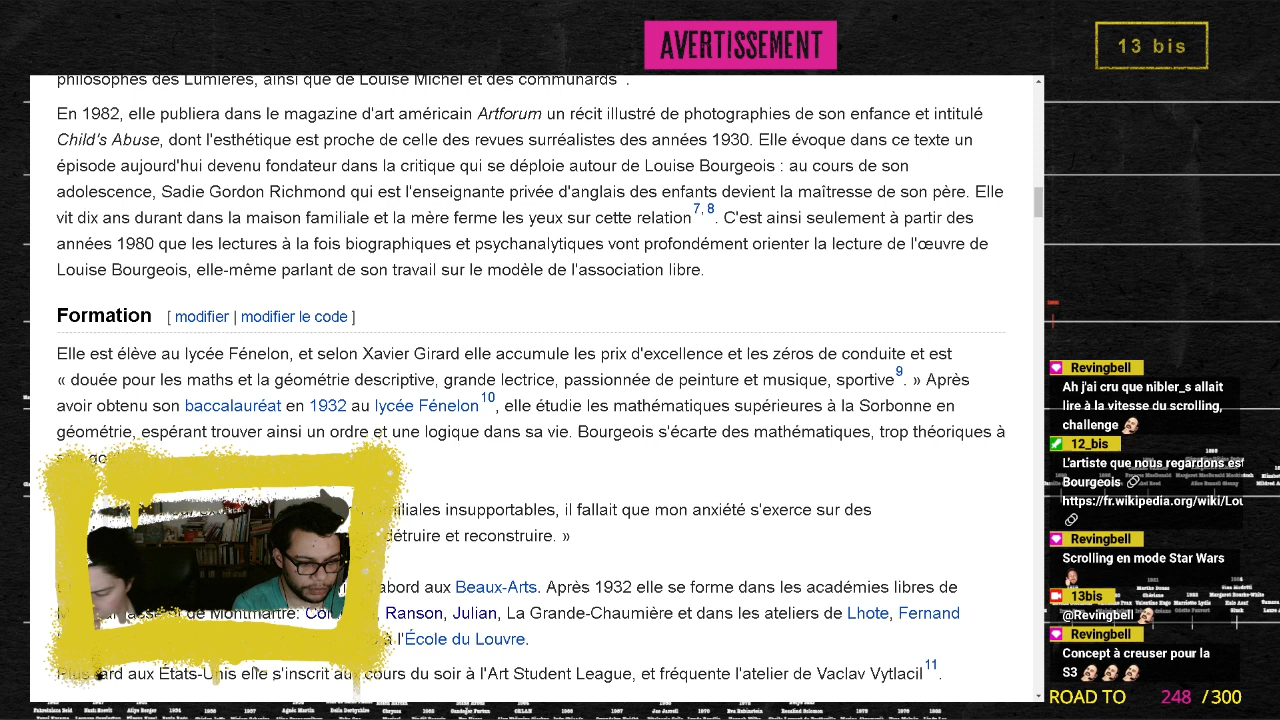 AVERTISSEMENT
13 bis
philosophes des Lumières, ainsi que de Louise
communards
En 1982, elle publiera dans le magazine d'art américain Artforum un récit illustré de photographies de son enfance et intitulé
Child's Abuse, dont l'esthétique est proche de celle des revues surréalistes des années 1930. Elle évoque dans ce texte un
épisode aujourd'hui devenu fondateur dans la critique qui se déploie autour de Louise Bourgeois : au cours de son
adolescence, Sadie Gordon Richmond qui est l'enseignante privée d'anglais des enfants devient la maîtresse de son père. Elle
vit dix ans durant dans la maison familiale et la mère ferme les yeux sur cette relation7, 8. C'est ainsi seulement à partir des
années 1980 que les lectures à la fois biographiques et psychanalytiques vont profondément orienter la lecture de l'œuvre de
Louise Bourgeois, elle-même parlant de son travail sur le modèle de l'association libre.
Formation [ modifier | modifier le code ]
Elle est élève au lycée Fénelon, et selon Xavier Girard elle accumule les prix d'excellence et les zéros de conduite et est
« douée pour les maths et la géométrie descriptive, grande lectrice, passionnée de peinture et musique, sportive9. » Après
avoir obtenu son baccalauréat en 1932 au lycée Fénelon10, elle étudie les mathématiques supérieures à la Sorbonne en
géométrie, espérant trouver ainsi un ordre et une logique dans sa vie. Bourgeois s'écarte des mathématiques, trop théoriques à
iliales insupportables, il fallait que mon anxiété s'exerce sur des
détruire et reconstruire. »
abord aux Beaux-Arts. Après 1932 elle se forme dans les académies libres de
Ranson, Julian, la Grande-Chaumière et dans les ateliers de Lhote, Fernand
à l'École du Louvre.
Plus tard aux États-Unis elle s'inscrit aux cours du soir à l'Art Student League, et fréquente l'atelier de Vaclav Vytlacil11.
Revingbell
Ah j'ai cru que nibler_s allait
lire à la vitesse du scrolling,
challenge
12_bis
L'artiste que nous regardons est
Bourgeois
https://fr.wikipedia.org/wiki/Lou
Revingbell
Scrolling en mode Star Wars
13bis
@Revingbell
Revingbell
Concept à creuser pour la
S3
ROAD TO 248 /300